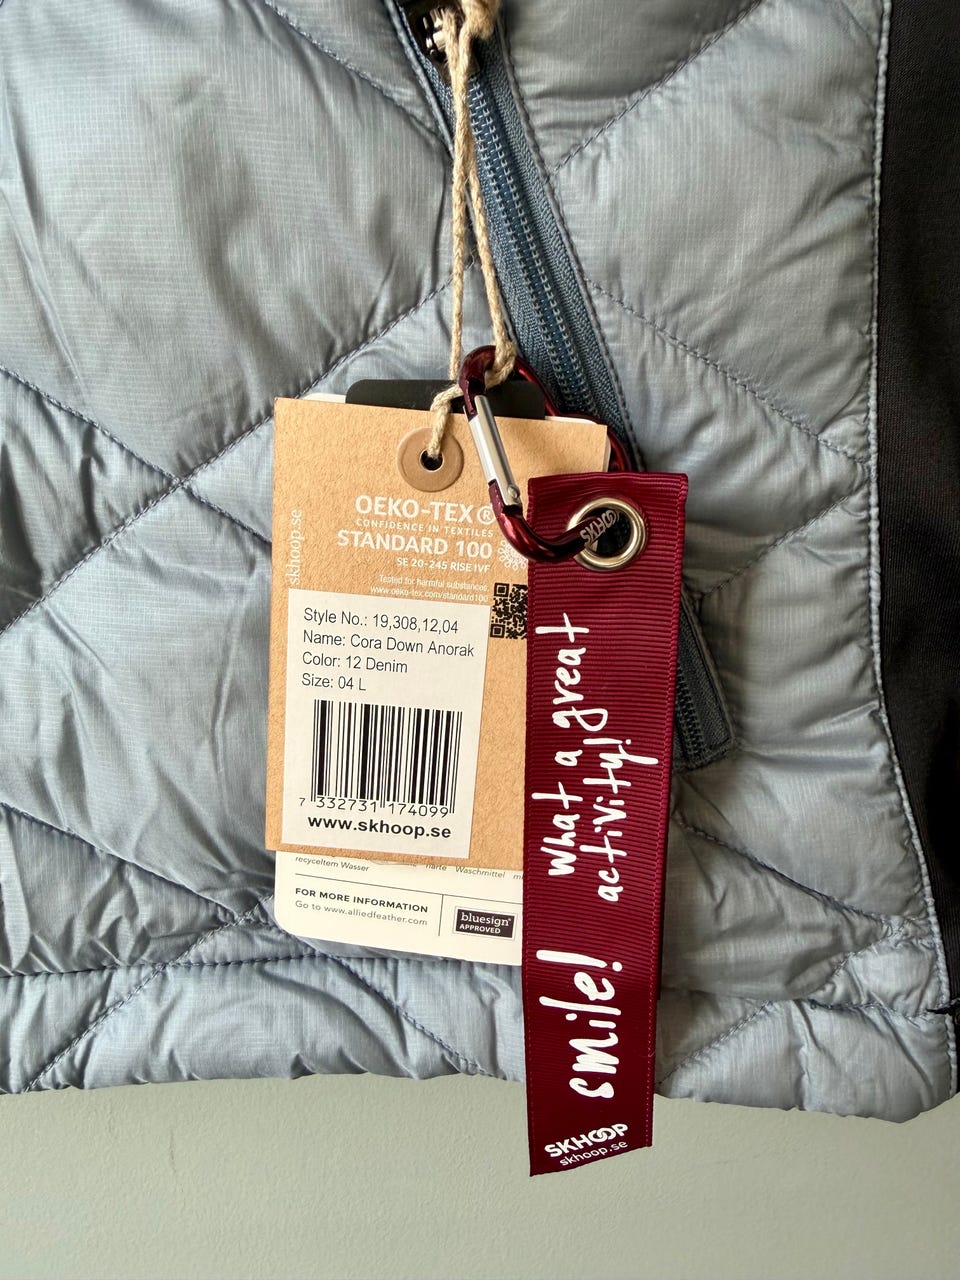 skhoop.se
OEKO-TEX®
CONFIDENCE IN TEXTILES
STANDARD 100
SE 20-245 RISE IVF
Tested for harmful substances.
www.oeko-tex.com/standard100
Style No.: 19,308,12,04
Name: Cora Down Anorak
Color: 12 Denim
Size: 04 L
7 332731 174099
www.skhoop.se
recyceltem Wasser
harte Waschmittel
FOR MORE INFORMATION
Go to www.alliedfeather.com
bluesign®
APPROVED
What a great
activity!
smile!
SKHOOP
skhoop.se